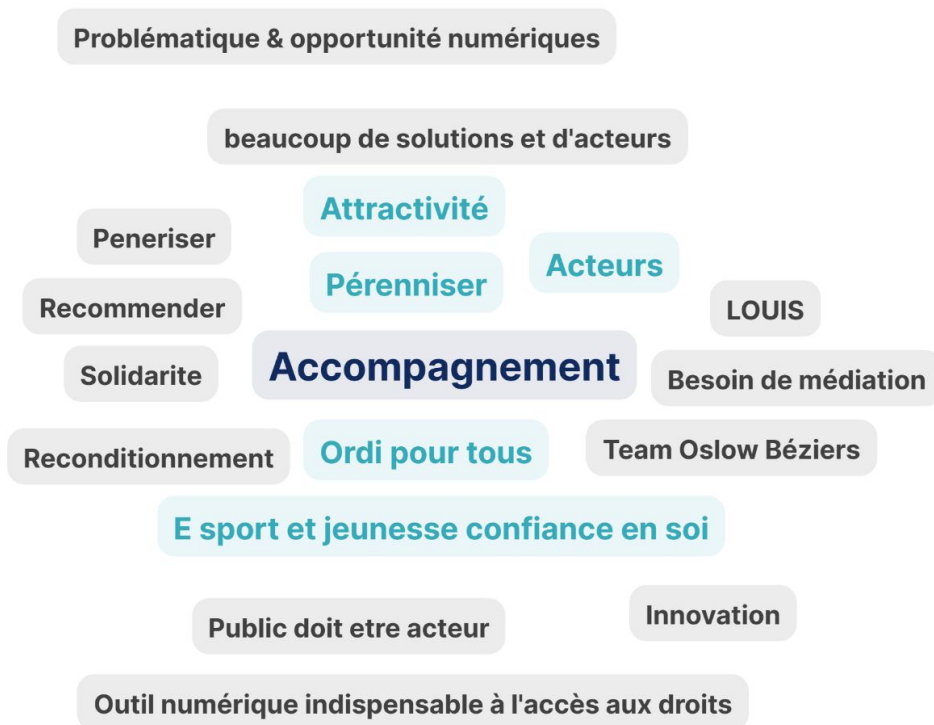 Problématique & opportunité numériques
beaucoup de solutions et d'acteurs
Attractivité
Peneriser
Acteurs
Pérenniser
Recommender
LOUIS
Accompagnement
Solidarite
Besoin de médiation
Reconditionnement
Ordi pour tous
Team Oslow Béziers
E sport et jeunesse confiance en soi
Innovation
Public doit etre acteur
Outil numérique indispensable à l'accès aux droits